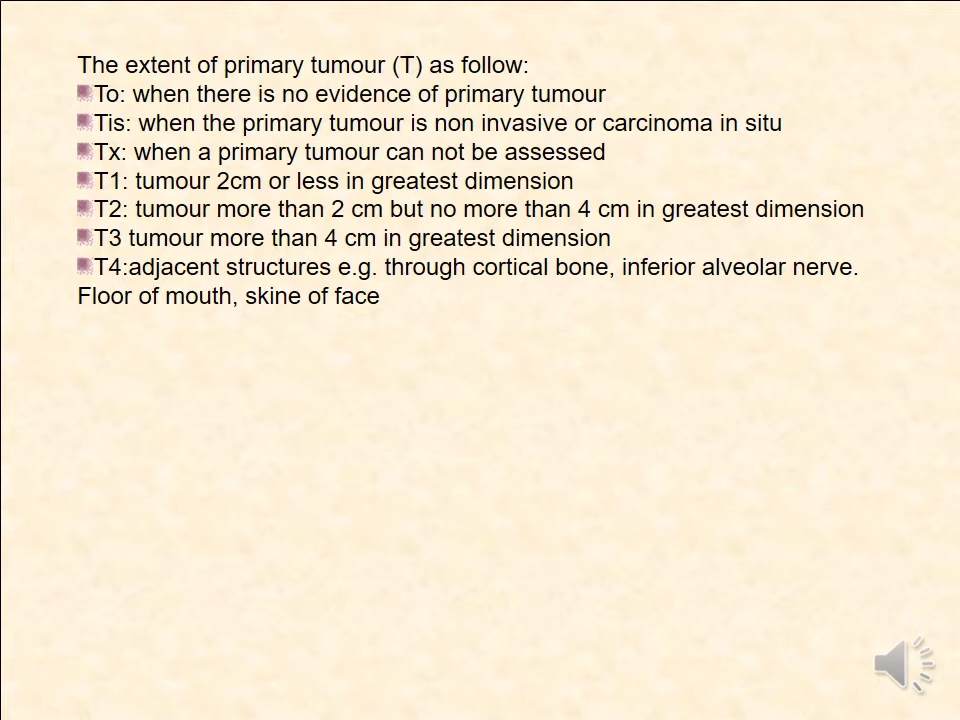 The extent of primary tumour (T) as follow:
To: when there is no evidence of primary tumour
Tis: when the primary tumour is non invasive or carcinoma in situ
Tx: when a primary tumour can not be assessed
T1: tumour 2cm or less in greatest dimension
T2: tumour more than 2 cm but no more than 4 cm in greatest dimension
T3 tumour more than 4 cm in greatest dimension
T4:adjacent structures e.g. through cortical bone, inferior alveolar nerve.
Floor of mouth, skine of face